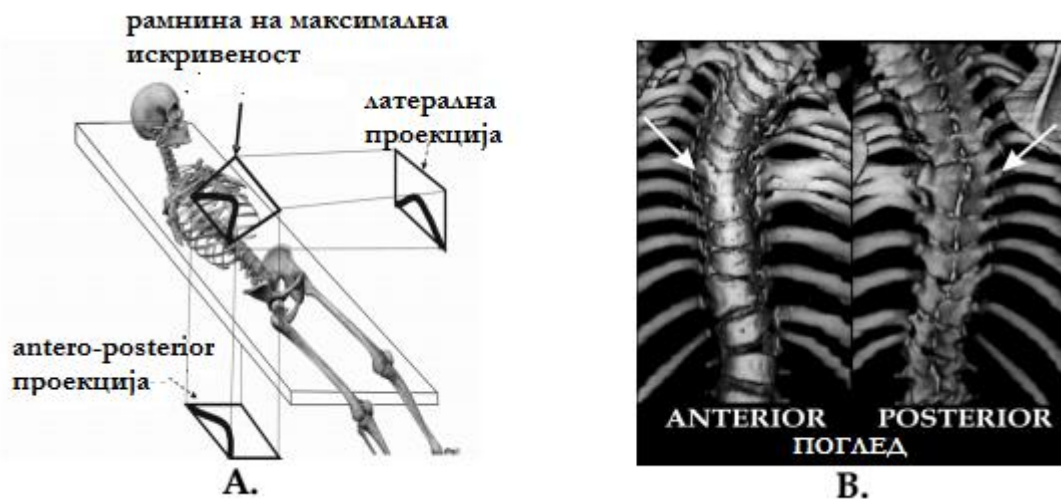 рамнина на максимална
искривеност
латерална
проекција
antero-posterior
проекција
A.
ANTERIOR POSTERIOR
ПОГЛЕД
B.